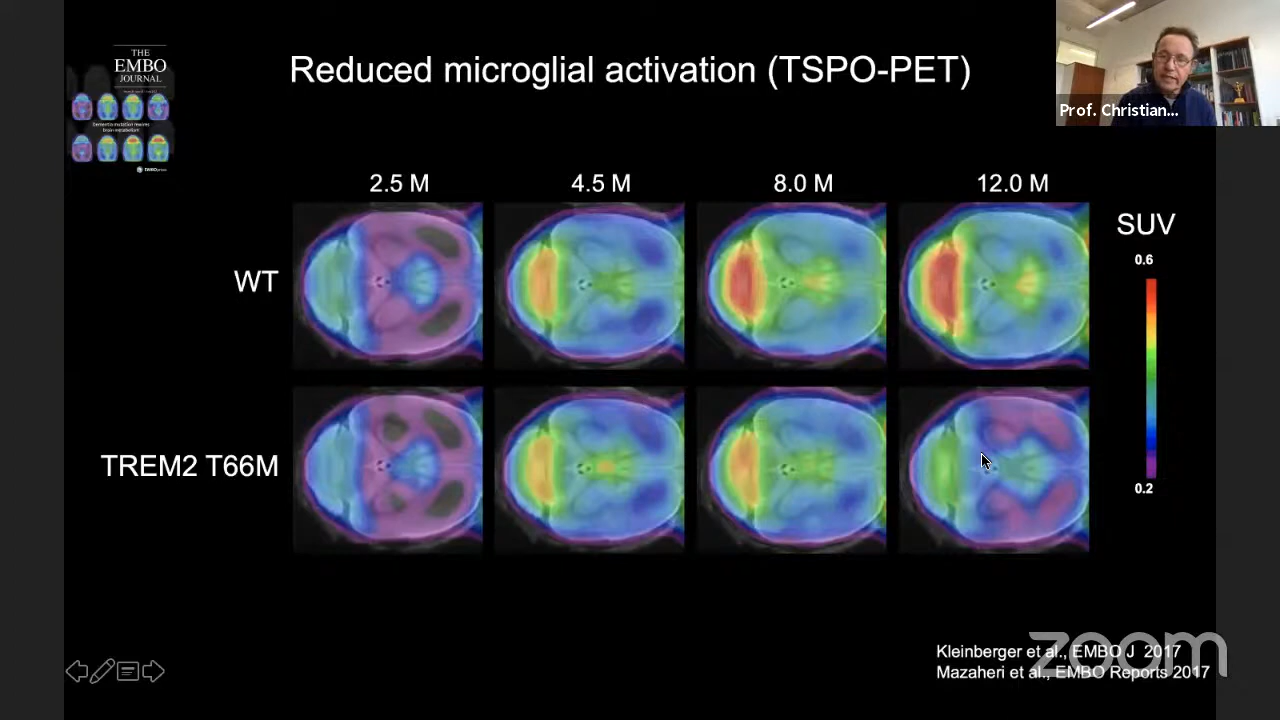 THE
EMBO
JOURNAL
Reduced microglial activation (TSPO-PET)
Prof. Christian...
2.5 M 4.5 M 8.0 M 12.0 M
SUV
0.6
WT
TREM2 T66M
0.2
Kleinberger et al., EMBO J 2017
Mazaheri et al., EMBO Reports 2017
zoom